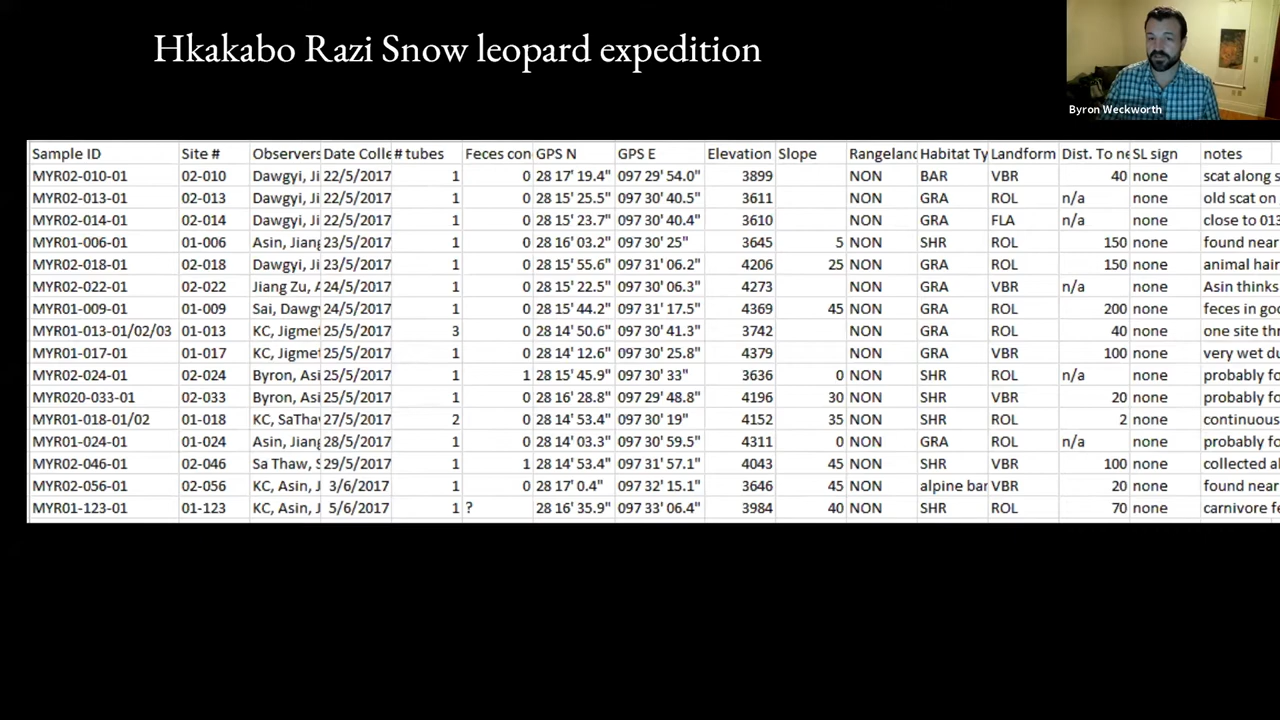 Hkakabo Razi Snow leopard expedition
Byron Weckworth
Sample ID Site # Observers Date Colle # tubes Feces con GPS N GPS E Elevation Slope Rangeland Habitat Ty Landform Dist. To ne SL sign notes
MYR02-010-01 02-010 Dawgyi, Ji 22/5/2017 1 0 28 17' 19.4" 097 29' 54.0" 3899 NON BAR VBR 40 none scat along s
MYR02-013-01 02-013 Dawgyi, Ji 22/5/2017 1 0 28 15' 25.5" 097 30' 40.5" 3611 NON GRA ROL n/a none old scat on
MYR02-014-01 02-014 Dawgyi, Ji 22/5/2017 1 0 28 15' 23.7" 097 30' 40.4" 3610 NON GRA FLA n/a none close to 013
MYR01-006-01 01-006 Asin, Jiang 23/5/2017 1 0 28 16' 03.2" 097 30' 25" 3645 5 NON SHR ROL 150 none found near
MYR02-018-01 02-018 Dawgyi, Ji 23/5/2017 1 0 28 15' 55.6" 097 31' 06.2" 4206 25 NON GRA ROL 150 none animal hair
MYR02-022-01 02-022 Jiang Zu, A 24/5/2017 1 0 28 15' 22.5" 097 30' 06.3" 4273 NON GRA VBR n/a none Asin thinks
MYR01-009-01 01-009 Sai, Dawgy 24/5/2017 1 0 28 15' 44.2" 097 31' 17.5" 4369 45 NON GRA ROL 200 none feces in goo
MYR01-013-01/02/03 01-013 KC, Jigmet 25/5/2017 3 0 28 14' 50.6" 097 30' 41.3" 3742 NON GRA ROL 40 none one site thr
MYR01-017-01 01-017 KC, Jigmet 25/5/2017 1 0 28 14' 12.6" 097 30' 25.8" 4379 NON GRA VBR 100 none very wet du
MYR02-024-01 02-024 Byron, Asi 25/5/2017 1 1 28 15' 45.9" 097 30' 33" 3636 0 NON SHR ROL n/a none probably fo
MYR020-033-01 02-033 Byron, Asi 25/5/2017 1 0 28 16' 28.8" 097 29' 48.8" 4196 30 NON SHR VBR 20 none probably fo
MYR01-018-01/02 01-018 KC, SaThaw 27/5/2017 2 0 28 14' 53.4" 097 30' 19" 4152 35 NON SHR ROL 2 none continuous
MYR01-024-01 01-024 Asin, Jiang 28/5/2017 1 0 28 14' 03.3" 097 30' 59.5" 4311 0 NON GRA ROL n/a none probably fo
MYR02-046-01 02-046 Sa Thaw, S 29/5/2017 1 1 28 14' 53.4" 097 31' 57.1" 4043 45 NON SHR VBR 100 none collected al
MYR02-056-01 02-056 KC, Asin, J 3/6/2017 1 0 28 17' 0.4" 097 32' 15.1" 3646 45 NON alpine bar VBR 20 none found near
MYR01-123-01 01-123 KC, Asin, J 5/6/2017 1 ? 28 16' 35.9" 097 33' 06.4" 3984 40 NON SHR ROL 70 none carnivore fe